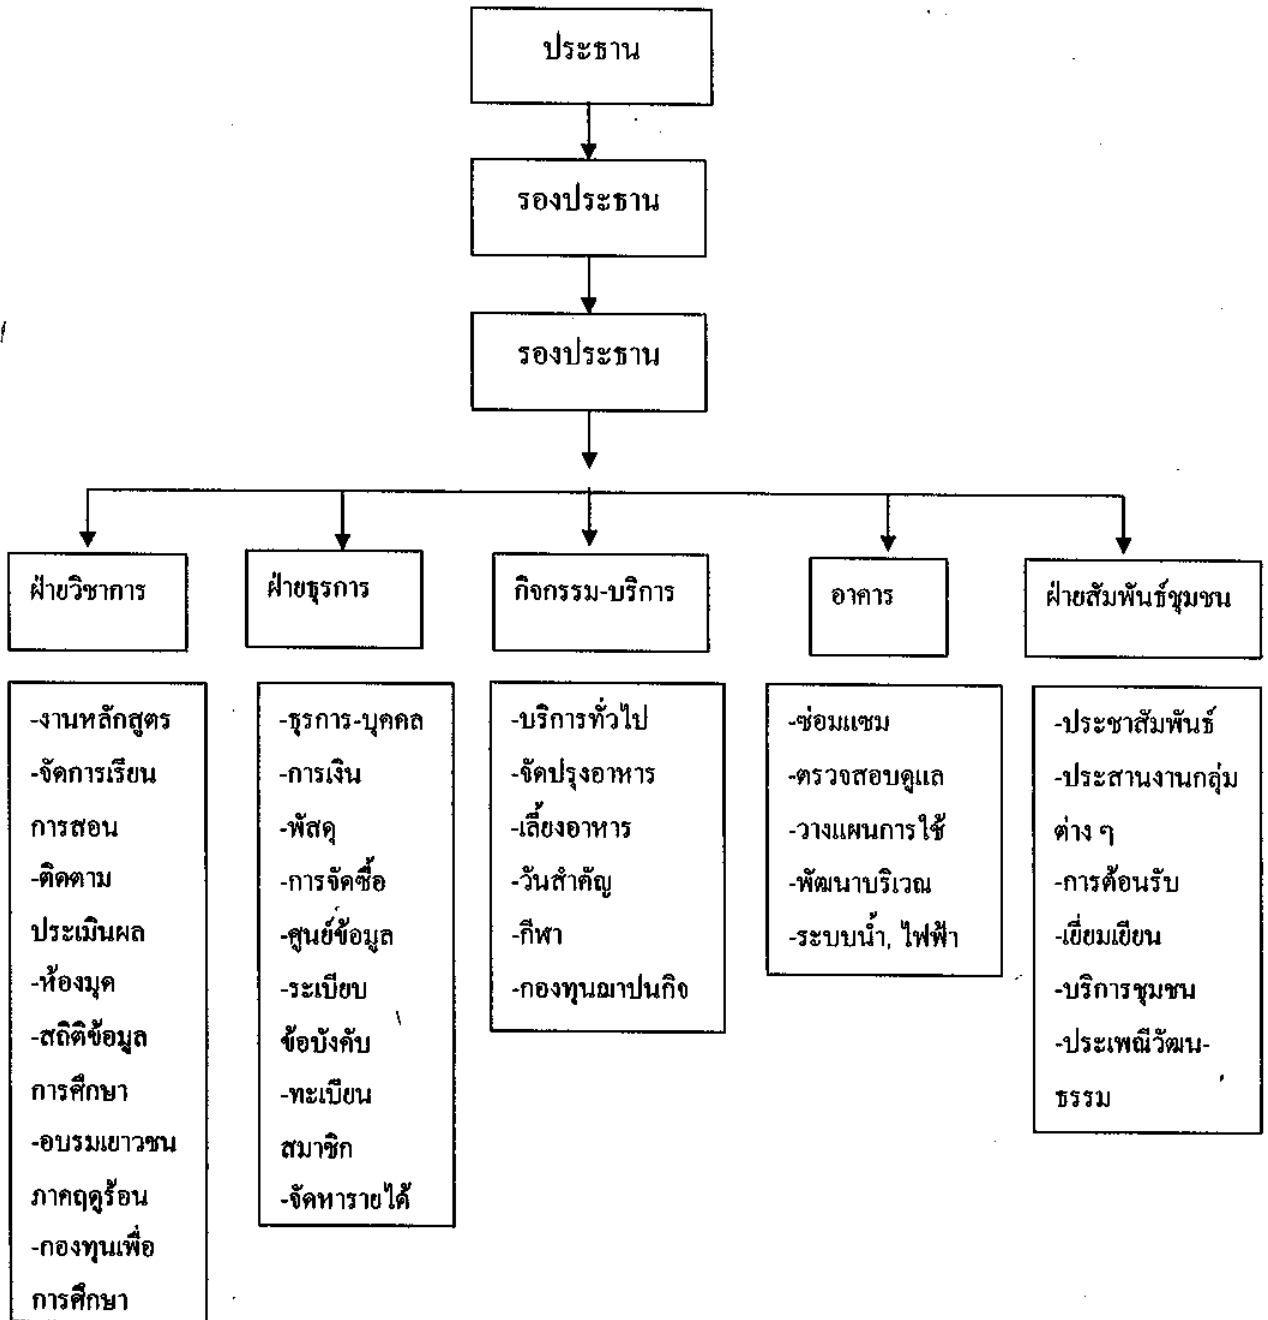 ประธาน
รองประธาน
รองประธาน
ฝ่ายวิชาการ
ฝ่ายธุรการ
กิจกรรม-บริการ
อาคาร
ฝ่ายสัมพันธ์ชุมชน
-งานหลักสูตร
-จัดการเรียน
การสอน
-ติดตาม
ประเมินผล
-ห้องมุด
-สถิติข้อมูล
การศึกษา
-อบรมเยาวชน
ภาคฤดูร้อน
-กองทุนเพื่อ
การศึกษา
-ธุรการ-บุคคล
-การเงิน
-พัสดุ
-การจัดซื้อ
-ศูนย์ข้อมูล
-ระเบียบ
ข้อบังคับ
-ทะเบียน
สมาชิก
-จัดหารายได้
-บริการทั่วไป
-จัดปรุงอาหาร
-เลี้ยงอาหาร
-วันสำคัญ
-กีฬา
-กองทุนฌาปนกิจ
-ซ่อมแซม
-ตรวจสอบดูแล
-วางแผนการใช้
-พัฒนาบริเวณ
-ระบบน้ำ, ไฟฟ้า
-ประชาสัมพันธ์
-ประสานงานกลุ่ม
ต่าง ๆ
-การต้อนรับ
-เยี่ยมเยียน
-บริการชุมชน
-ประเพณีวัฒน-
ธรรม